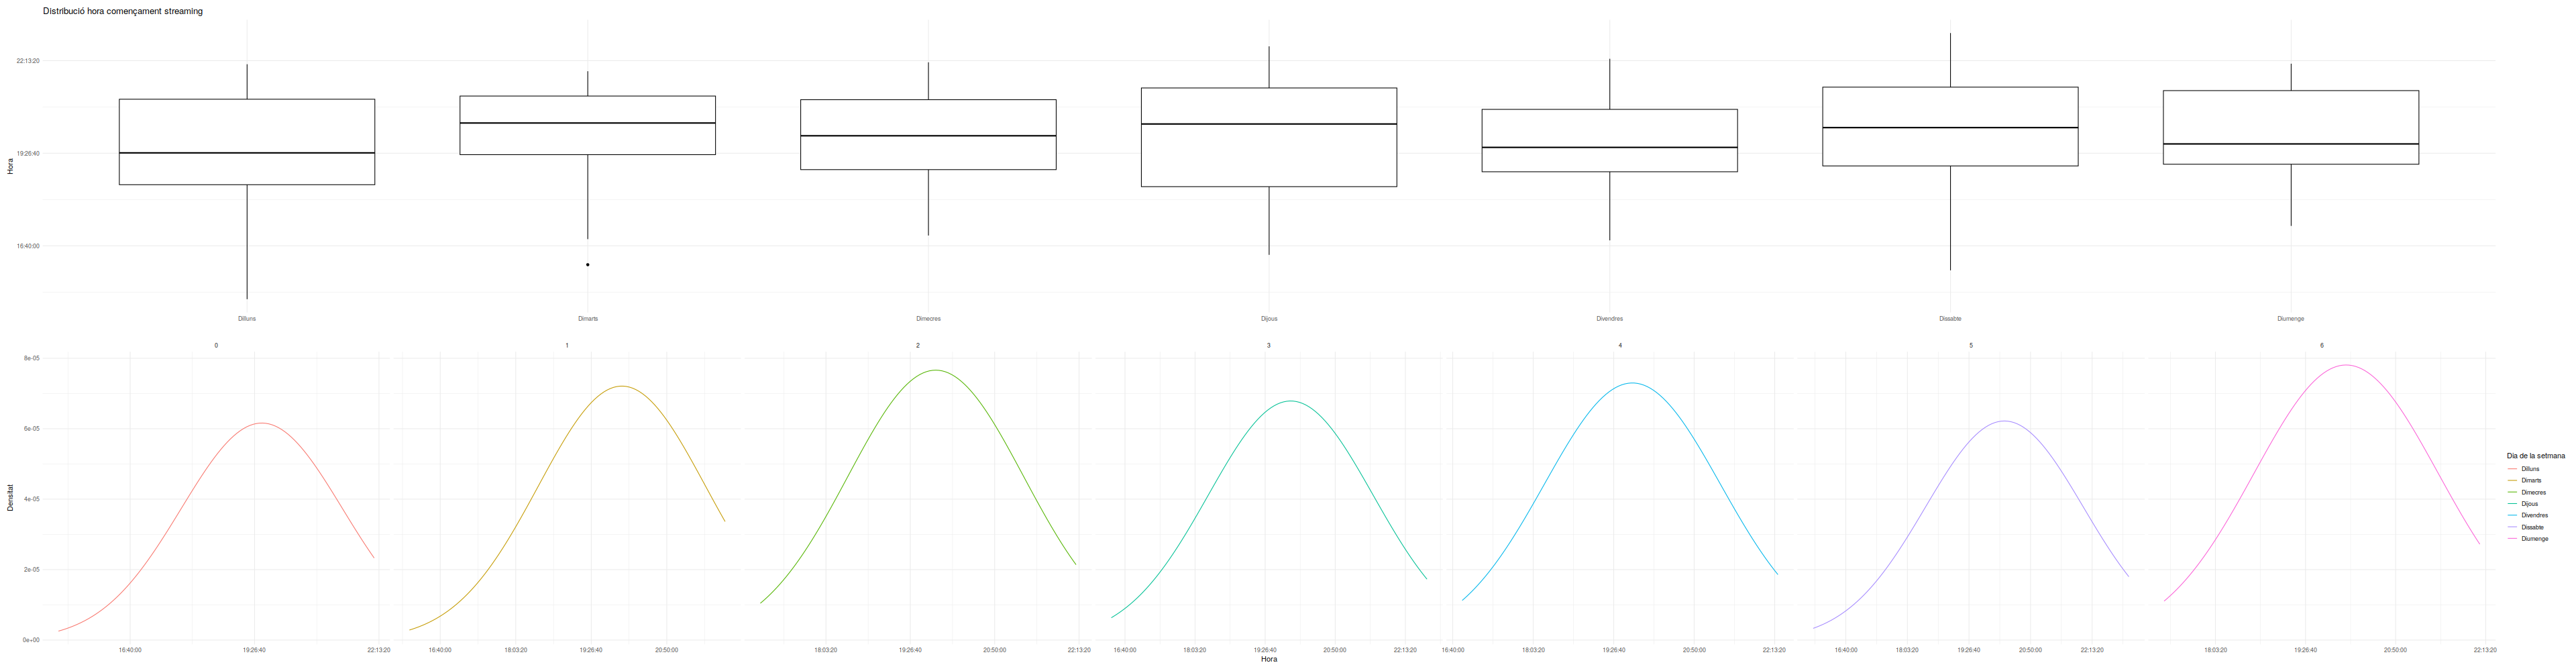 Distribució hora començament streaming
Hora
22:13:20
19:26:40
16:40:00
Dilluns Dimarts Dimecres Dijous Divendres Dissabte Diumenge
0 1 2 3 4 5 6
Densitat
8e-05
6e-05
4e-05
2e-05
0e+00
16:40:00 19:26:40 22:13:20 16:40:00 18:03:20 19:26:40 20:50:00 18:03:20 19:26:40 20:50:00 22:13:20 16:40:00 18:03:20 19:26:40 20:50:00 22:13:20 16:40:00 18:03:20 19:26:40 20:50:00 22:13:20 16:40:00 18:03:20 19:26:40 20:50:00 22:13:20 18:03:20 19:26:40 20:50:00 22:13:20
Hora
Dia de la setmana
Dilluns
Dimarts
Dimecres
Dijous
Divendres
Dissabte
Diumenge